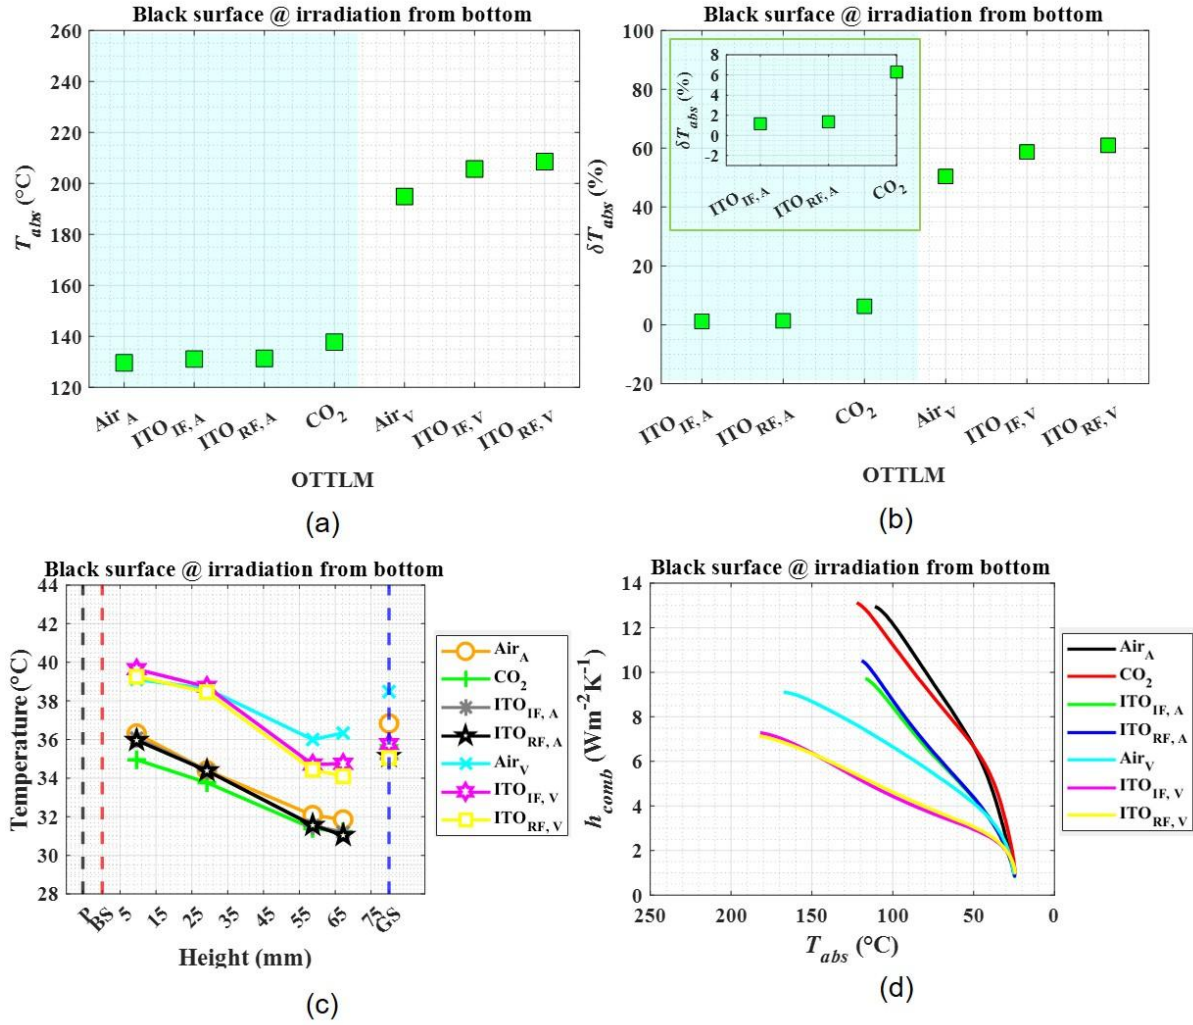 Black surface @ irradiation from bottom
260
240
220
200
180
160
140
120
T_abs (°C)
Air_A
ITO_IF, A
ITO_RF, A
CO_2
Air_V
ITO_IF, V
ITO_RF, V
OTTLM
(a)
Black surface @ irradiation from bottom
100
80
60
40
20
0
-20
δT_abs (%)
8
6
4
2
0
-2
δT_abs (%)
ITO_IF, A
ITO_RF, A
CO_2
ITO_IF, A
ITO_RF, A
CO_2
Air_V
ITO_IF, V
ITO_RF, V
OTTLM
(b)
Black surface @ irradiation from bottom
44
42
40
38
36
34
32
30
28
Temperature (°C)
P
BS
5
15
25
35
45
55
65
75
GS
Height (mm)
Air_A
CO_2
ITO_IF, A
ITO_RF, A
Air_V
ITO_IF, V
ITO_RF, V
(c)
Black surface @ irradiation from bottom
14
12
10
8
6
4
2
0
h_comb (Wm^-2K^-1)
250 200 150 100 50 0
T_abs (°C)
Air_A
CO_2
ITO_IF, A
ITO_RF, A
Air_V
ITO_IF, V
ITO_RF, V
(d)